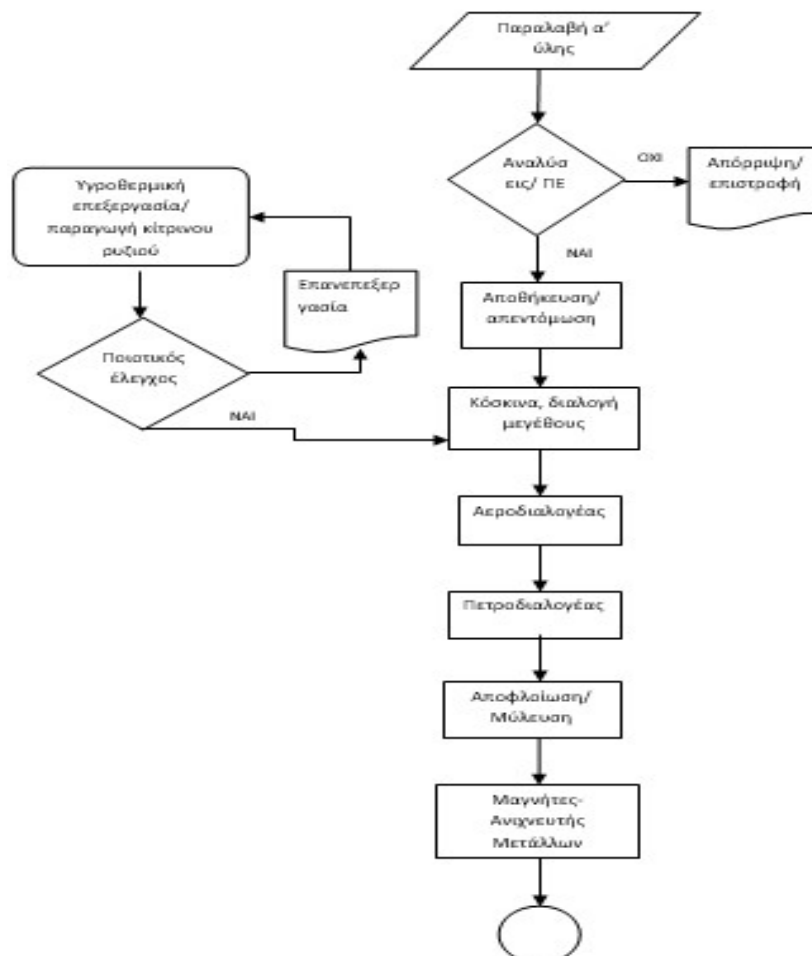 Παραλαβή α’
ύλης
Αναλύσ
εις/ ΠΕ
ΟΧΙ
Απόρριψη/
επιστροφή
Υγροθερμική
επεξεργασία/
παραγωγή κίτρινου
ρυζιού
ΝΑΙ
Επανεπεξερ
γασία
Αποθήκευση/
απεντόμωση
Ποιοτικός
έλεγχος
ΝΑΙ
Κόσκινα, διαλογή
μεγέθους
Αεροδιαλογέας
Πετροδιαλογέας
Αποφλοίωση/
Μύλευση
Μαγνήτες-
Ανιχνευτής
Μετάλλων